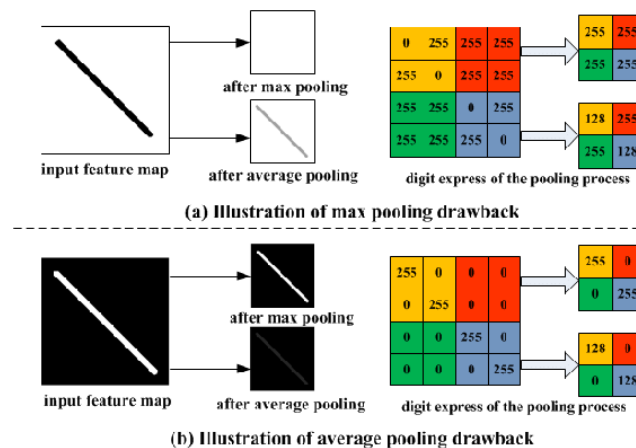 after max pooling
input feature map
after average pooling
0 255 255 255
255 0 255 255
255 255 0 255
255 255 255 0
255 255
255 255
128 255
255 128
digit express of the pooling process
(a) Illustration of max pooling drawback
after max pooling
input feature map
after average pooling
255 0 0 0
0 255 0 0
0 0 255 0
0 0 0 255
255 0
0 255
128 0
0 128
digit express of the pooling process
(b) Illustration of average pooling drawback